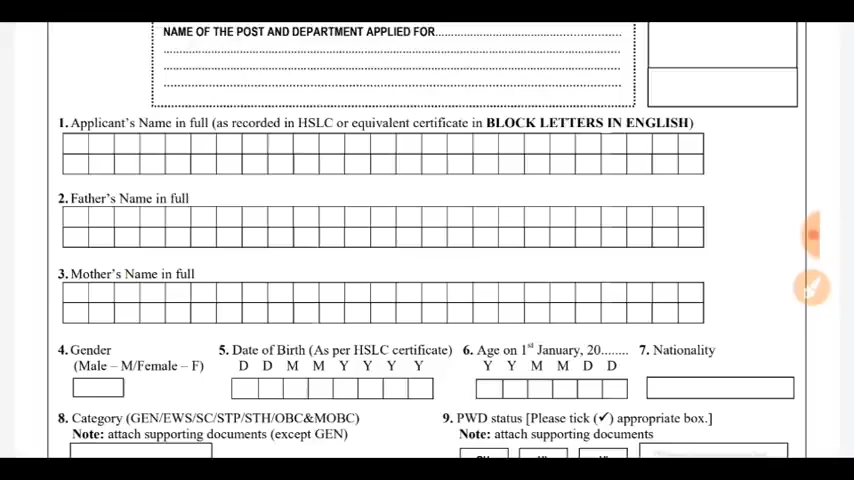 NAME OF THE POST AND DEPARTMENT APPLIED FOR
1. Applicant's Name in full (as recorded in HSLC or equivalent certificate in BLOCK LETTERS IN ENGLISH)
2. Father's Name in full
3. Mother's Name in full
4. Gender
(Male – M/Female – F)
5. Date of Birth (As per HSLC certificate)
D D M M Y Y Y Y
6. Age on 1st January, 20........
Y Y M M D D
7. Nationality
8. Category (GEN/EWS/SC/STP/STH/OBC&MOBC)
Note: attach supporting documents (except GEN)
9. PWD status [Please tick (✓) appropriate box.]
Note: attach supporting documents